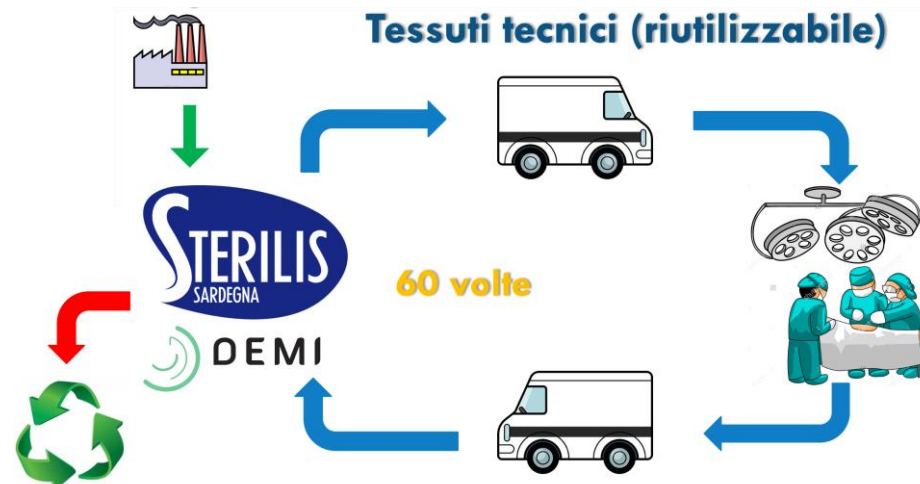 Tessuti tecnici (riutilizzabile)
STERILIS
SARDEGNA
60 volte
DEMI